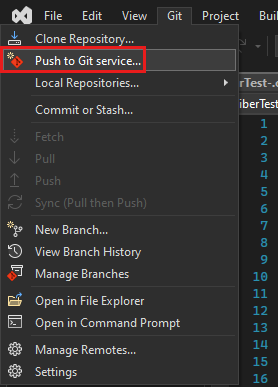 File Edit View Git Project
Clone Repository...
Push to Git service...
Local Repositories...
erTest-.c
Commit or Stash...
iberTest
Fetch
Pull
Push
Sync (Pull then Push)
New Branch...
View Branch History
Manage Branches
Open in File Explorer
Open in Command Prompt
Manage Remotes...
Settings
1
2
3
4
5
6
7
8
9
10
11
12
13
14
15
16